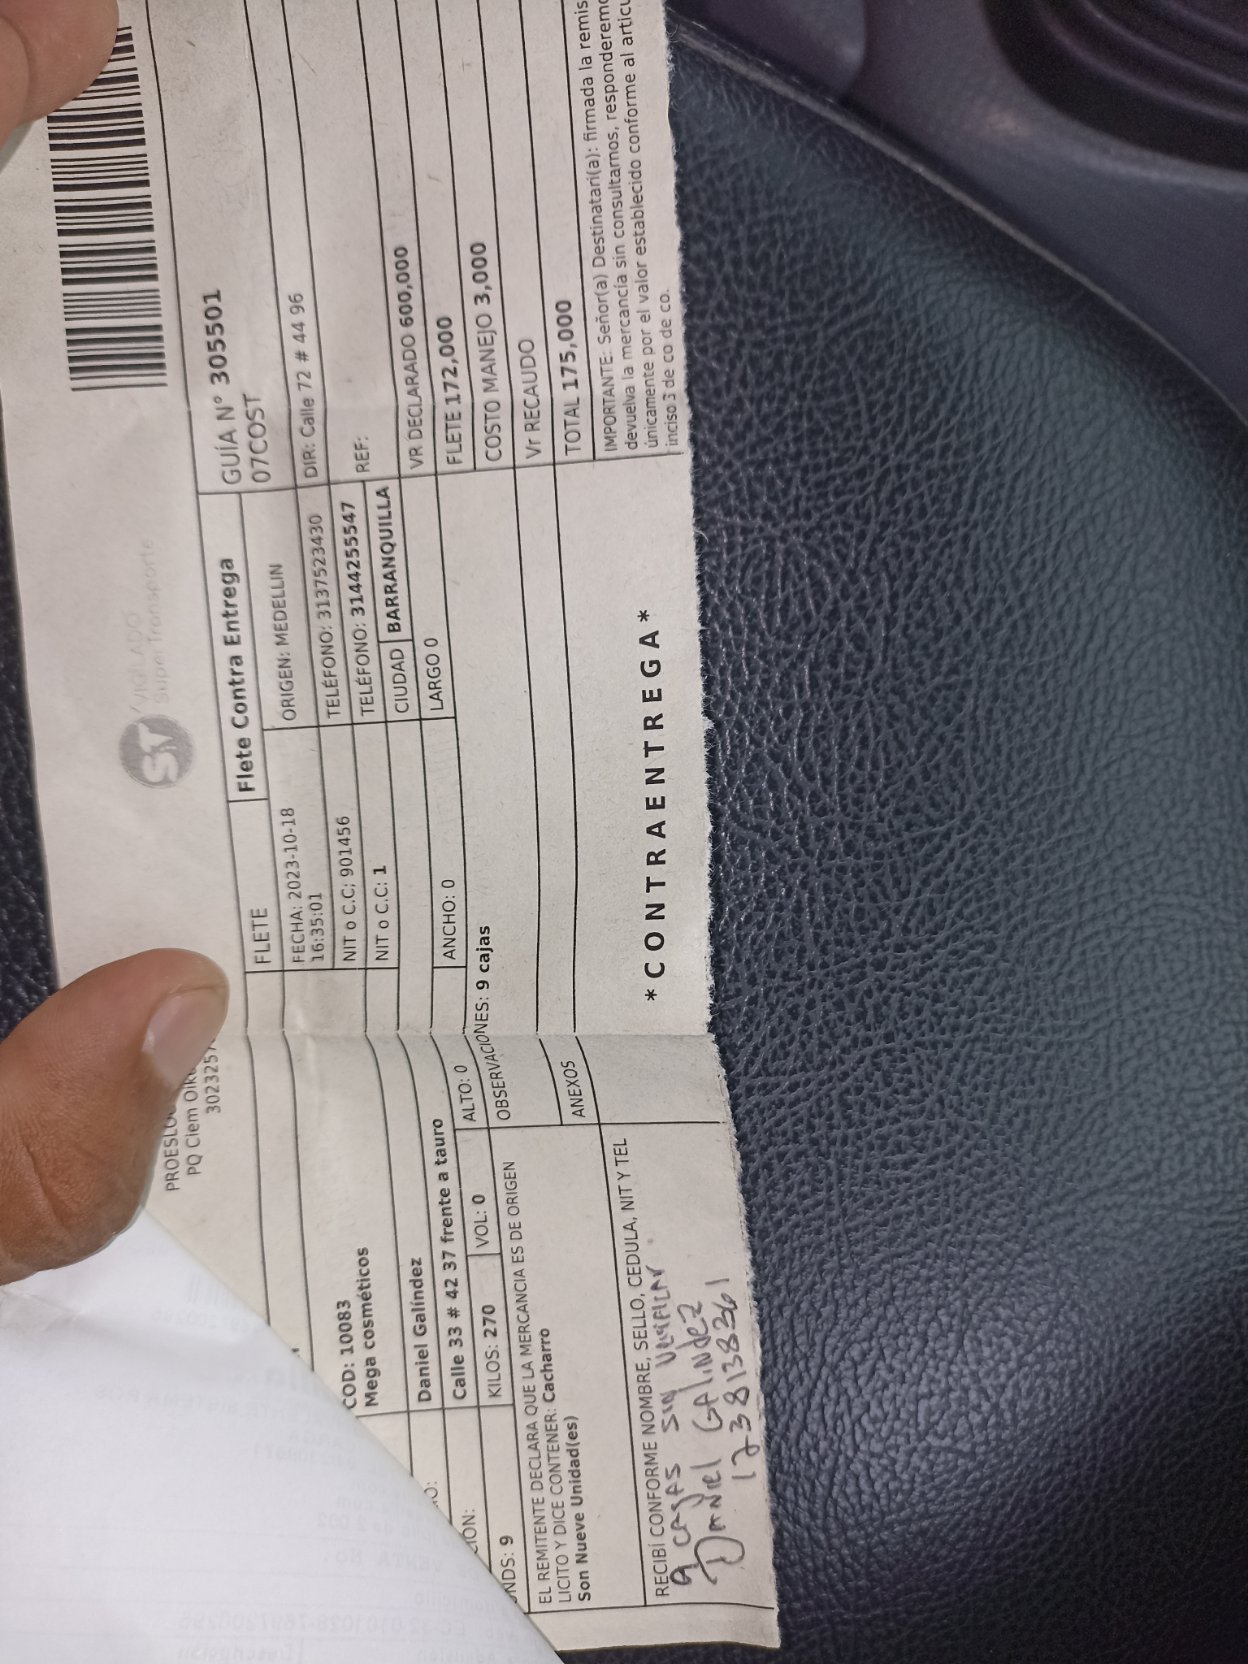 VIGILADO
SuperTransporte
PQ Ciem
FLETE
Flete Contra Entrega
GUÍA N° 305501
07COST
FECHA: 2023-10-18
16:35:01
ORIGEN: MEDELLIN
DIR: Calle 72 # 44 96
COD: 10083
NIT o C.C: 901456
TELÉFONO: 3137523430
Mega cosméticos
NIT o C.C: 1
TELÉFONO: 3144255547
REF:
Daniel Galíndez
CIUDAD BARRANQUILLA
VR DECLARADO 600,000
Calle 33 # 42 37 frente a tauro
ANCHO: 0
LARGO 0
FLETE 172,000
KILOS: 270
VOL: 0
ALTO: 0
COSTO MANEJO 3,000
NDS: 9
OBSERVACIONES: 9 cajas
EL REMITENTE DECLARA QUE LA MERCANCIA ES DE ORIGEN
LICITO Y DICE CONTENER: Cacharro
Son Nueve Unidad(es)
Vr RECAUDO
ANEXOS
TOTAL 175,000
IMPORTANTE: Señor(a) Destinatari(a): firmada la remis
devuelva la mercancía sin consultarnos, responderemo
únicamente por el valor establecido conforme al artícu
inciso 3 de co de co.
RECIBÍ CONFORME NOMBRE, SELLO, CEDULA, NIT Y TEL
9 cajas sin verificar
Daniel Galindez
*CONTRAENTREGA*